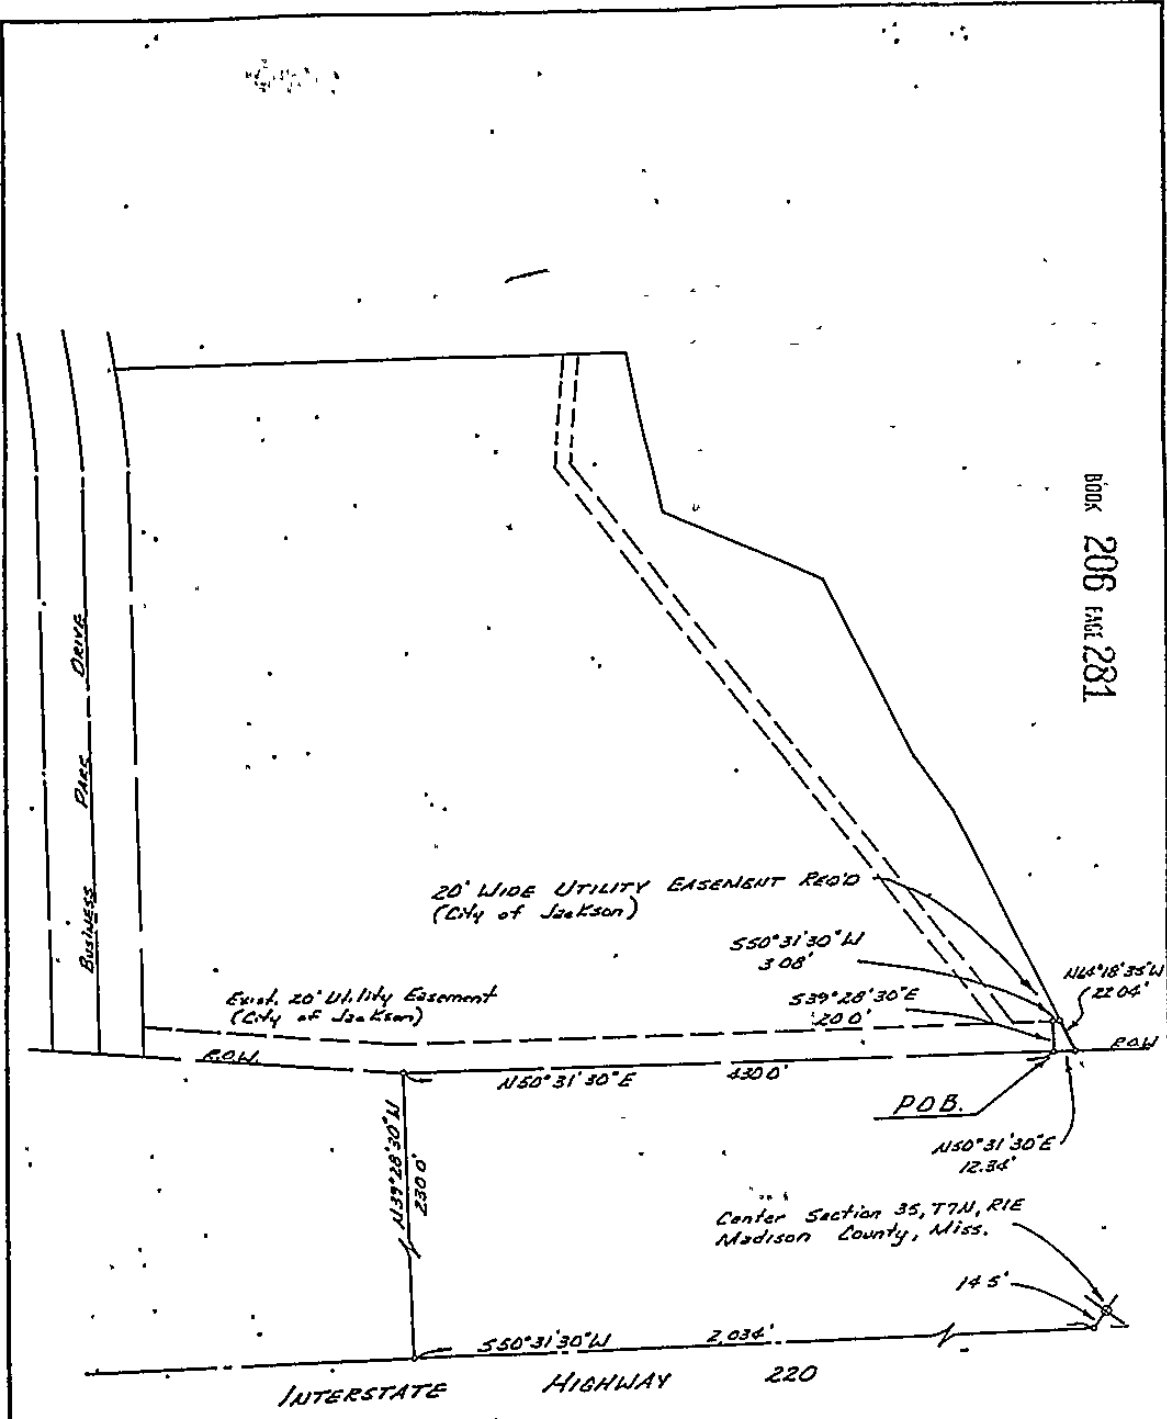 BOOK 206 PAGE 281
BUSINESS PARK DRIVE
20' WIDE UTILITY EASEMENT REQ'D
(City of Jackson)
S50°31'30"W
3.08'
N64°18'35"W
22.04'
S39°28'30"E
20.0'
Exist. 20' Utility Easement
(City of Jackson)
R.O.W.
R.O.W
N50°31'30"E 430.0'
P.O.B.
N50°31'30"E
12.34'
N39°28'30"W
230.0'
Center Section 35, T7N, R1E
Madison County, Miss.
14.5'
S50°31'30"W 2,034'
INTERSTATE HIGHWAY 220